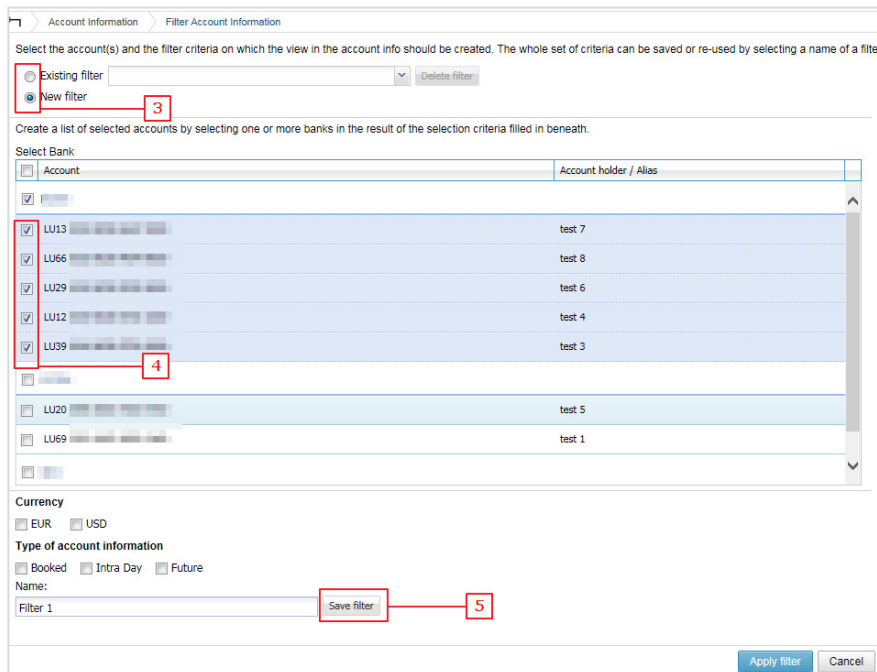 Account Information Filter Account Information
Select the account(s) and the filter criteria on which the view in the account info should be created. The whole set of criteria can be saved or re-used by selecting a name of a filte
Existing filter Delete filter
New filter
3
Create a list of selected accounts by selecting one or more banks in the result of the selection criteria filled in beneath.
Select Bank
Account Account holder / Alias
LU13 test 7
LU66 test 8
LU29 test 6
LU12 test 4
LU39 test 3
4
LU20 test 5
LU69 test 1
Currency
EUR USD
Type of account information
Booked Intra Day Future
Name:
Filter 1 Save filter 5
Apply filter Cancel